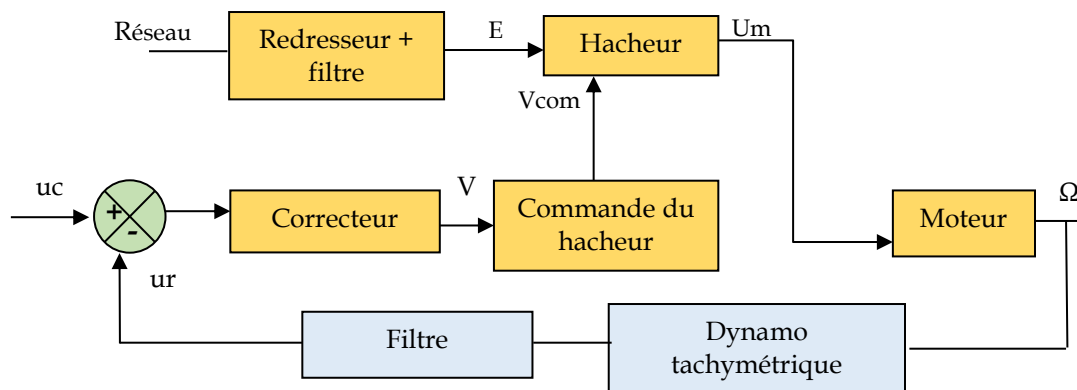 Réseau
Redresseur +
filtre
E
Hacheur
Um
Vcom
uc
+
-
Correcteur
V
Commande du
hacheur
Moteur
Ω
ur
Filtre
Dynamo
tachymétrique